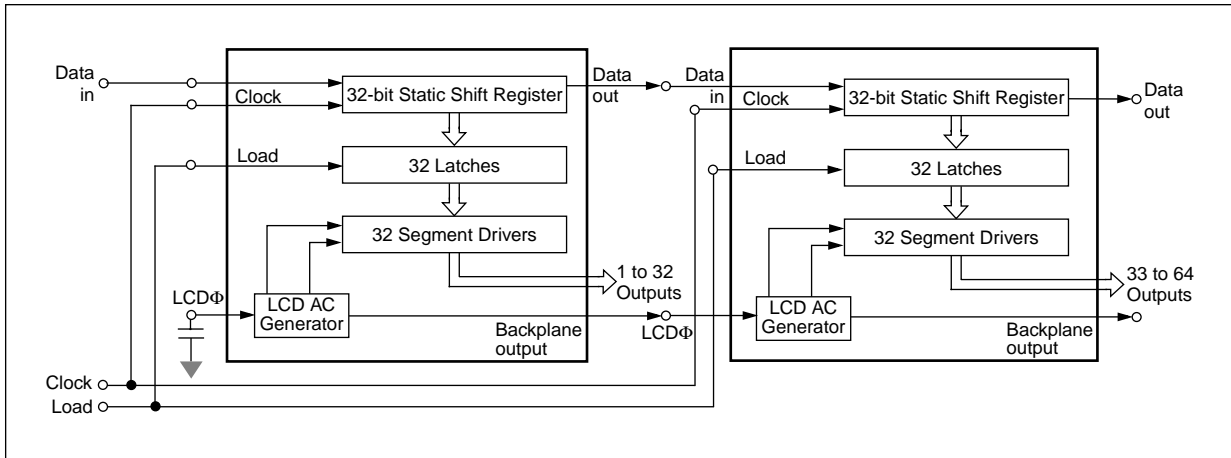 Data
in
Clock
32-bit Static Shift Register
Data
out
Load
32 Latches
32 Segment Drivers
1 to 32
Outputs
LCDΦ
LCD AC
Generator
Backplane
output
Data
in
Clock
32-bit Static Shift Register
Data
out
Load
32 Latches
32 Segment Drivers
33 to 64
Outputs
LCDΦ
LCD AC
Generator
Backplane
output
Clock
Load